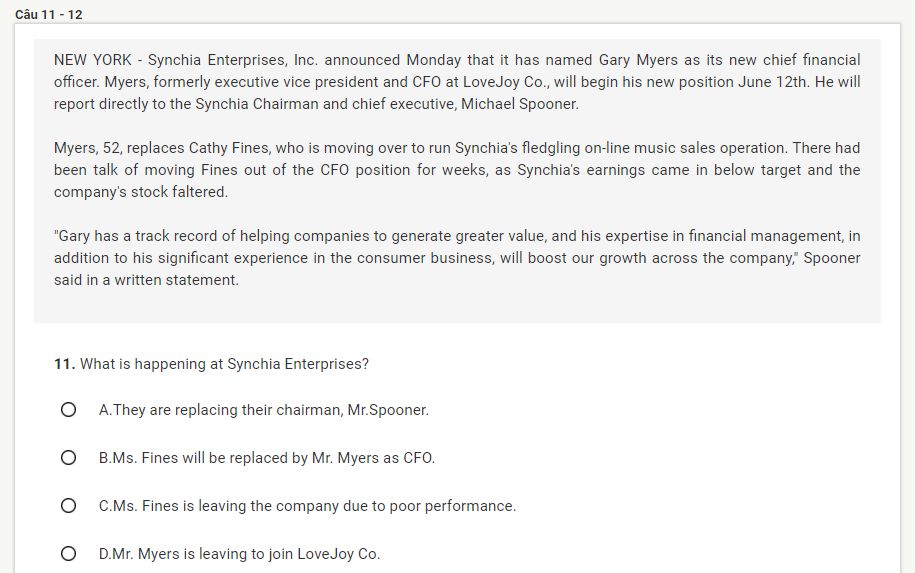 Câu 11 - 12
NEW YORK - Synchia Enterprises, Inc. announced Monday that it has named Gary Myers as its new chief financial
officer. Myers, formerly executive vice president and CFO at LoveJoy Co., will begin his new position June 12th. He will
report directly to the Synchia Chairman and chief executive, Michael Spooner.
Myers, 52, replaces Cathy Fines, who is moving over to run Synchia's fledgling on-line music sales operation. There had
been talk of moving Fines out of the CFO position for weeks, as Synchia's earnings came in below target and the
company's stock faltered.
"Gary has a track record of helping companies to generate greater value, and his expertise in financial management, in
addition to his significant experience in the consumer business, will boost our growth across the company," Spooner
said in a written statement.
11. What is happening at Synchia Enterprises?
A.They are replacing their chairman, Mr.Spooner.
B.Ms. Fines will be replaced by Mr. Myers as CFO.
C.Ms. Fines is leaving the company due to poor performance.
D.Mr. Myers is leaving to join LoveJoy Co.